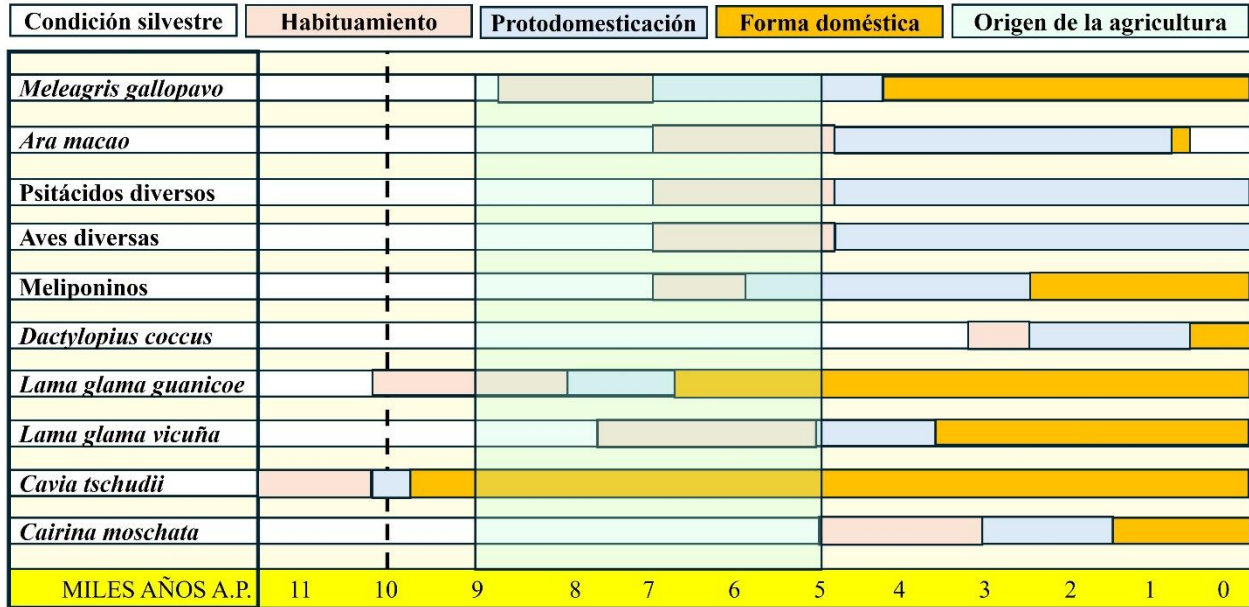 Condición silvestre Habituamiento Protodomesticación Forma doméstica Origen de la agricultura
Meleagris gallopavo
Ara macao
Psitácidos diversos
Aves diversas
Meliponinos
Dactylopius coccus
Lama glama guanicoe
Lama glama vicuña
Cavia tschudii
Cairina moschata
MILES AÑOS A.P. 11 10 9 8 7 6 5 4 3 2 1 0